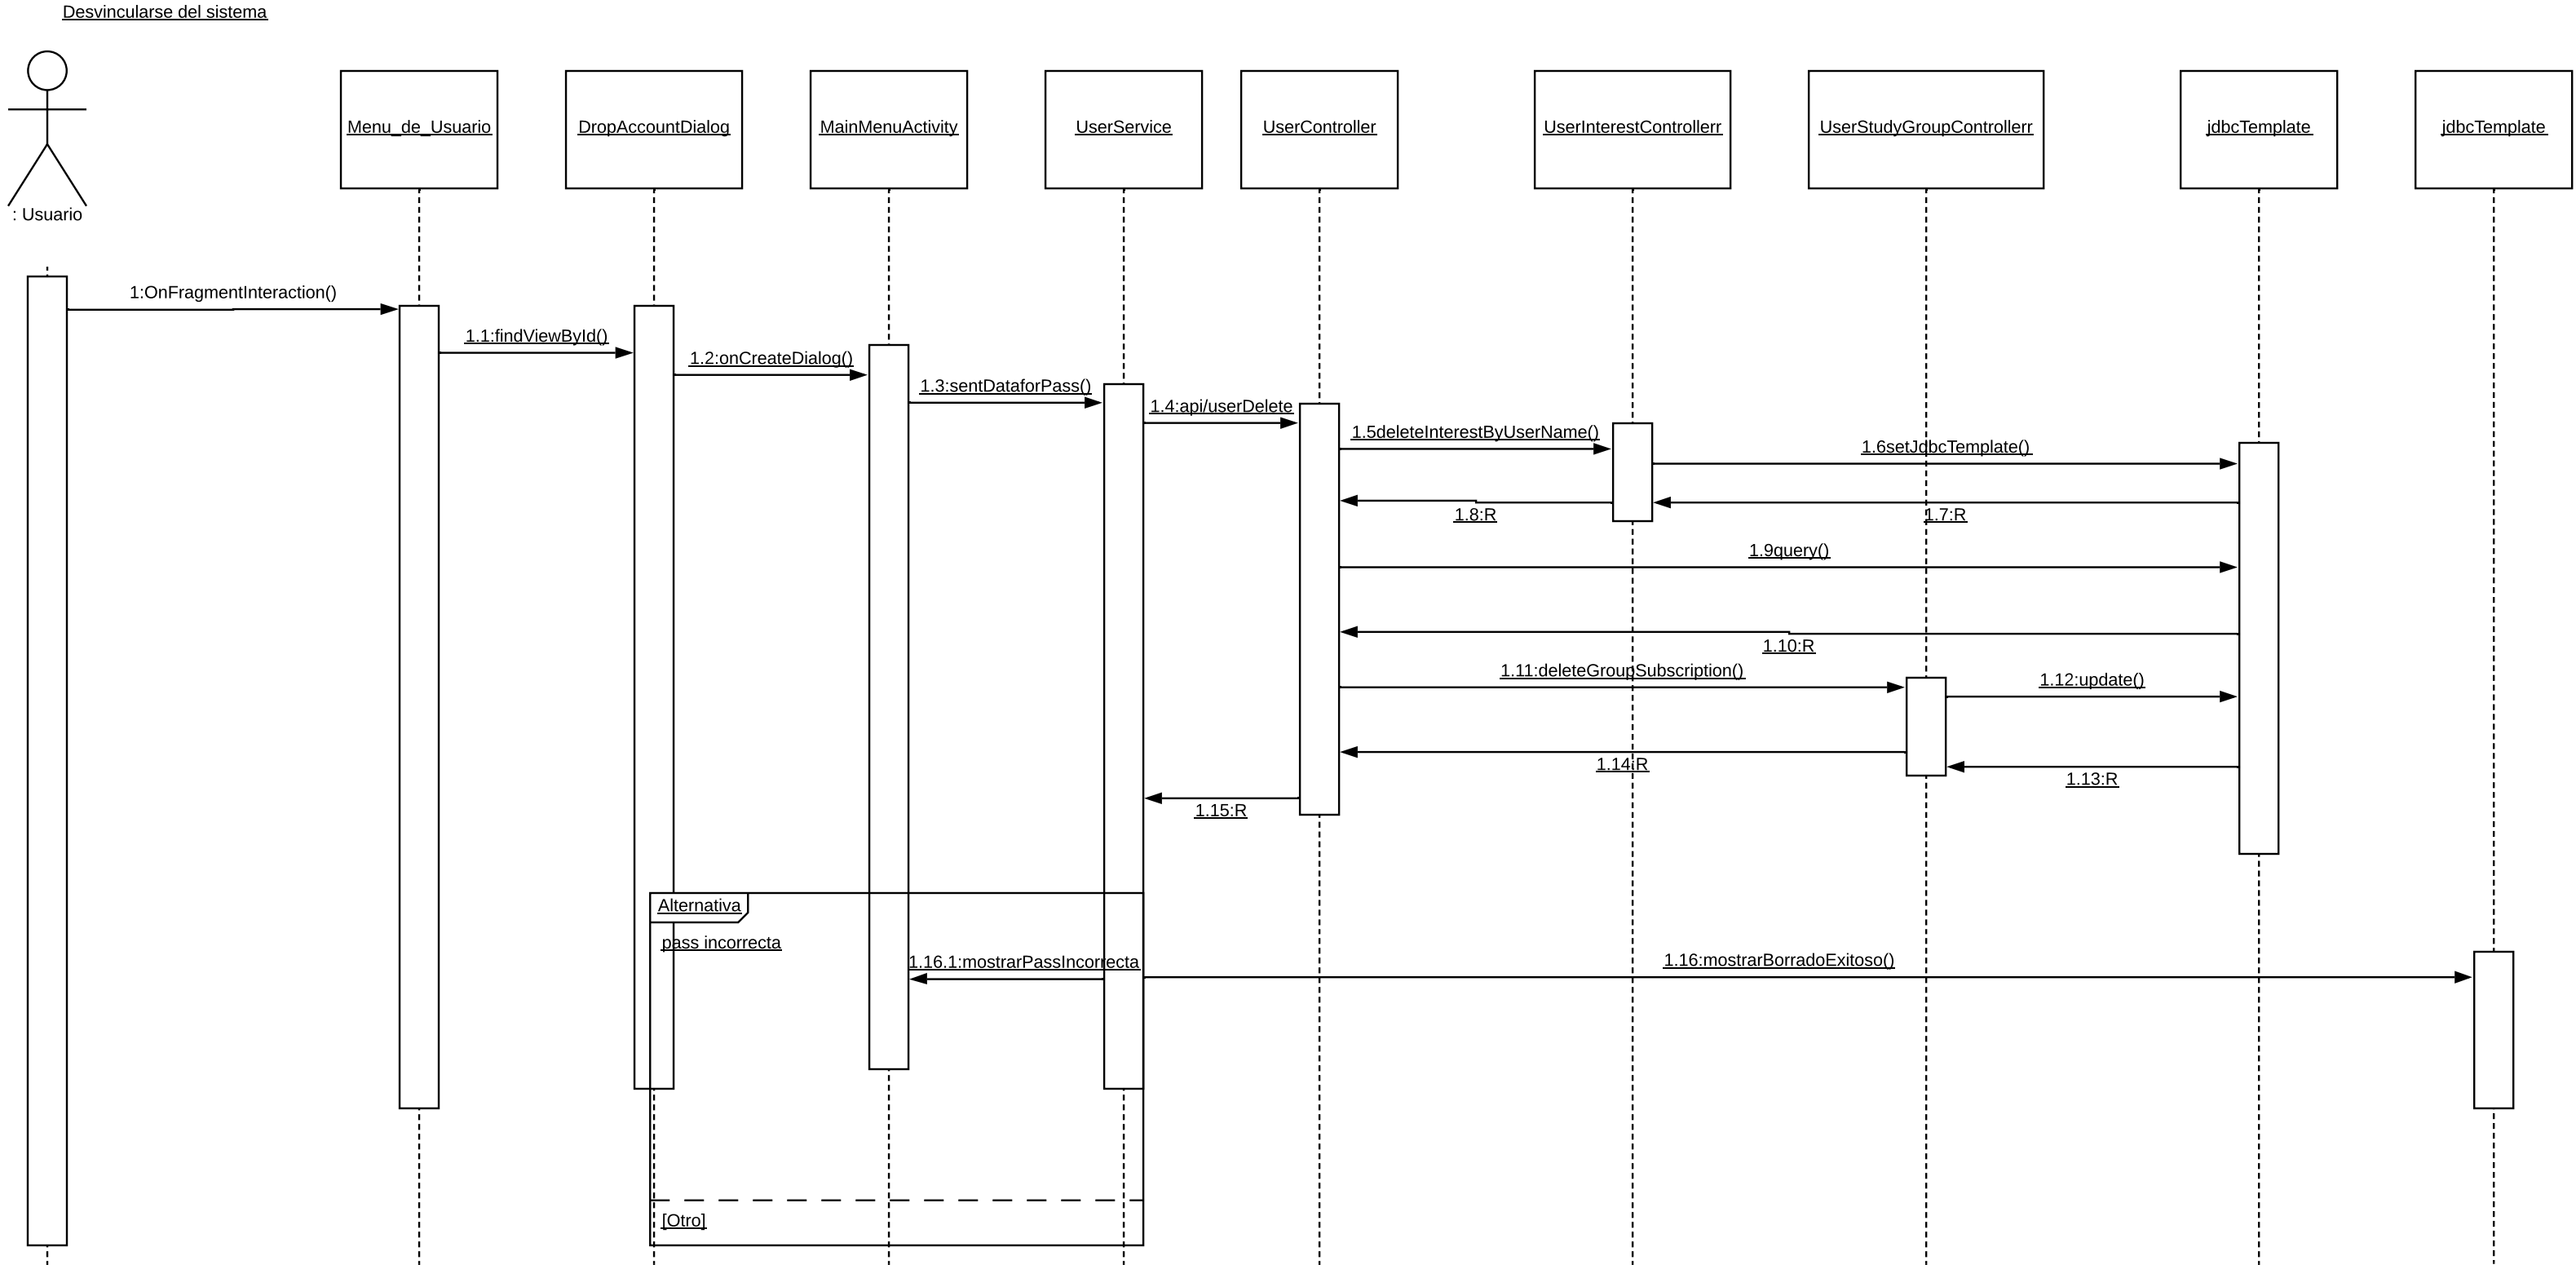 Desvincularse del sistema
: Usuario
Menu_de_Usuario
DropAccountDialog
MainMenuActivity
UserService
UserController
UserInterestControllerr
UserStudyGroupControllerr
jdbcTemplate
jdbcTemplate
1:OnFragmentInteraction()
1.1:findViewById()
1.2:onCreateDialog()
1.3:sentDataforPass()
1.4:api/userDelete
1.5deleteInterestByUserName()
1.6setJdbcTemplate()
1.8:R
1.7:R
1.9query()
1.10:R
1.11:deleteGroupSubscription()
1.12:update()
1.14:R
1.13:R
1.15:R
Alternativa
pass incorrecta
1.16.1:mostrarPassIncorrecta
1.16:mostrarBorradoExitoso()
[Otro]